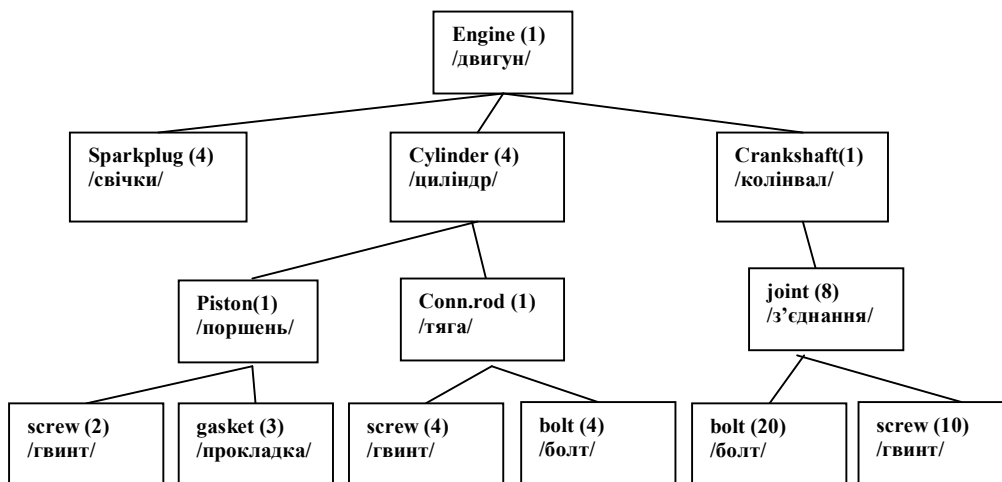 Engine (1)
/двигун/
Sparkplug (4)
/свічки/
Cylinder (4)
/циліндр/
Crankshaft(1)
/колінвал/
Piston(1)
/поршень/
Conn.rod (1)
/тяга/
joint (8)
/з’єднання/
screw (2)
/гвинт/
gasket (3)
/прокладка/
screw (4)
/гвинт/
bolt (4)
/болт/
bolt (20)
/болт/
screw (10)
/гвинт/